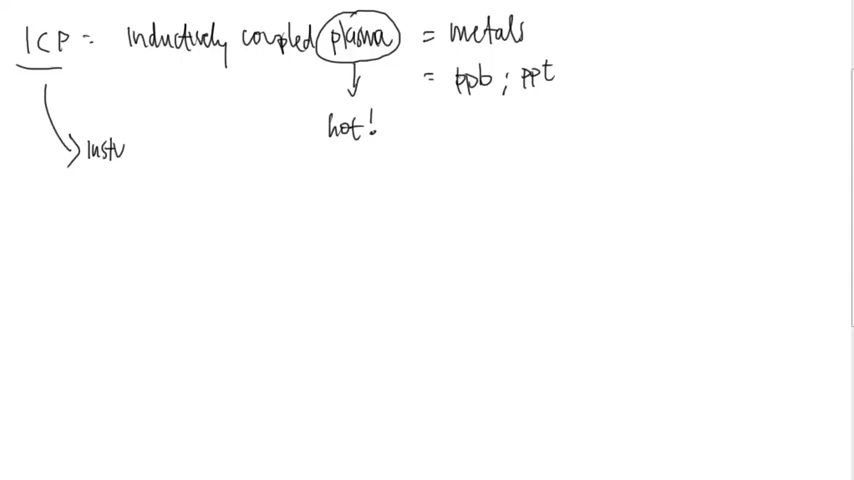 ICP = inductively coupled plasma = metals
= ppb ; ppt
hot!
Instr